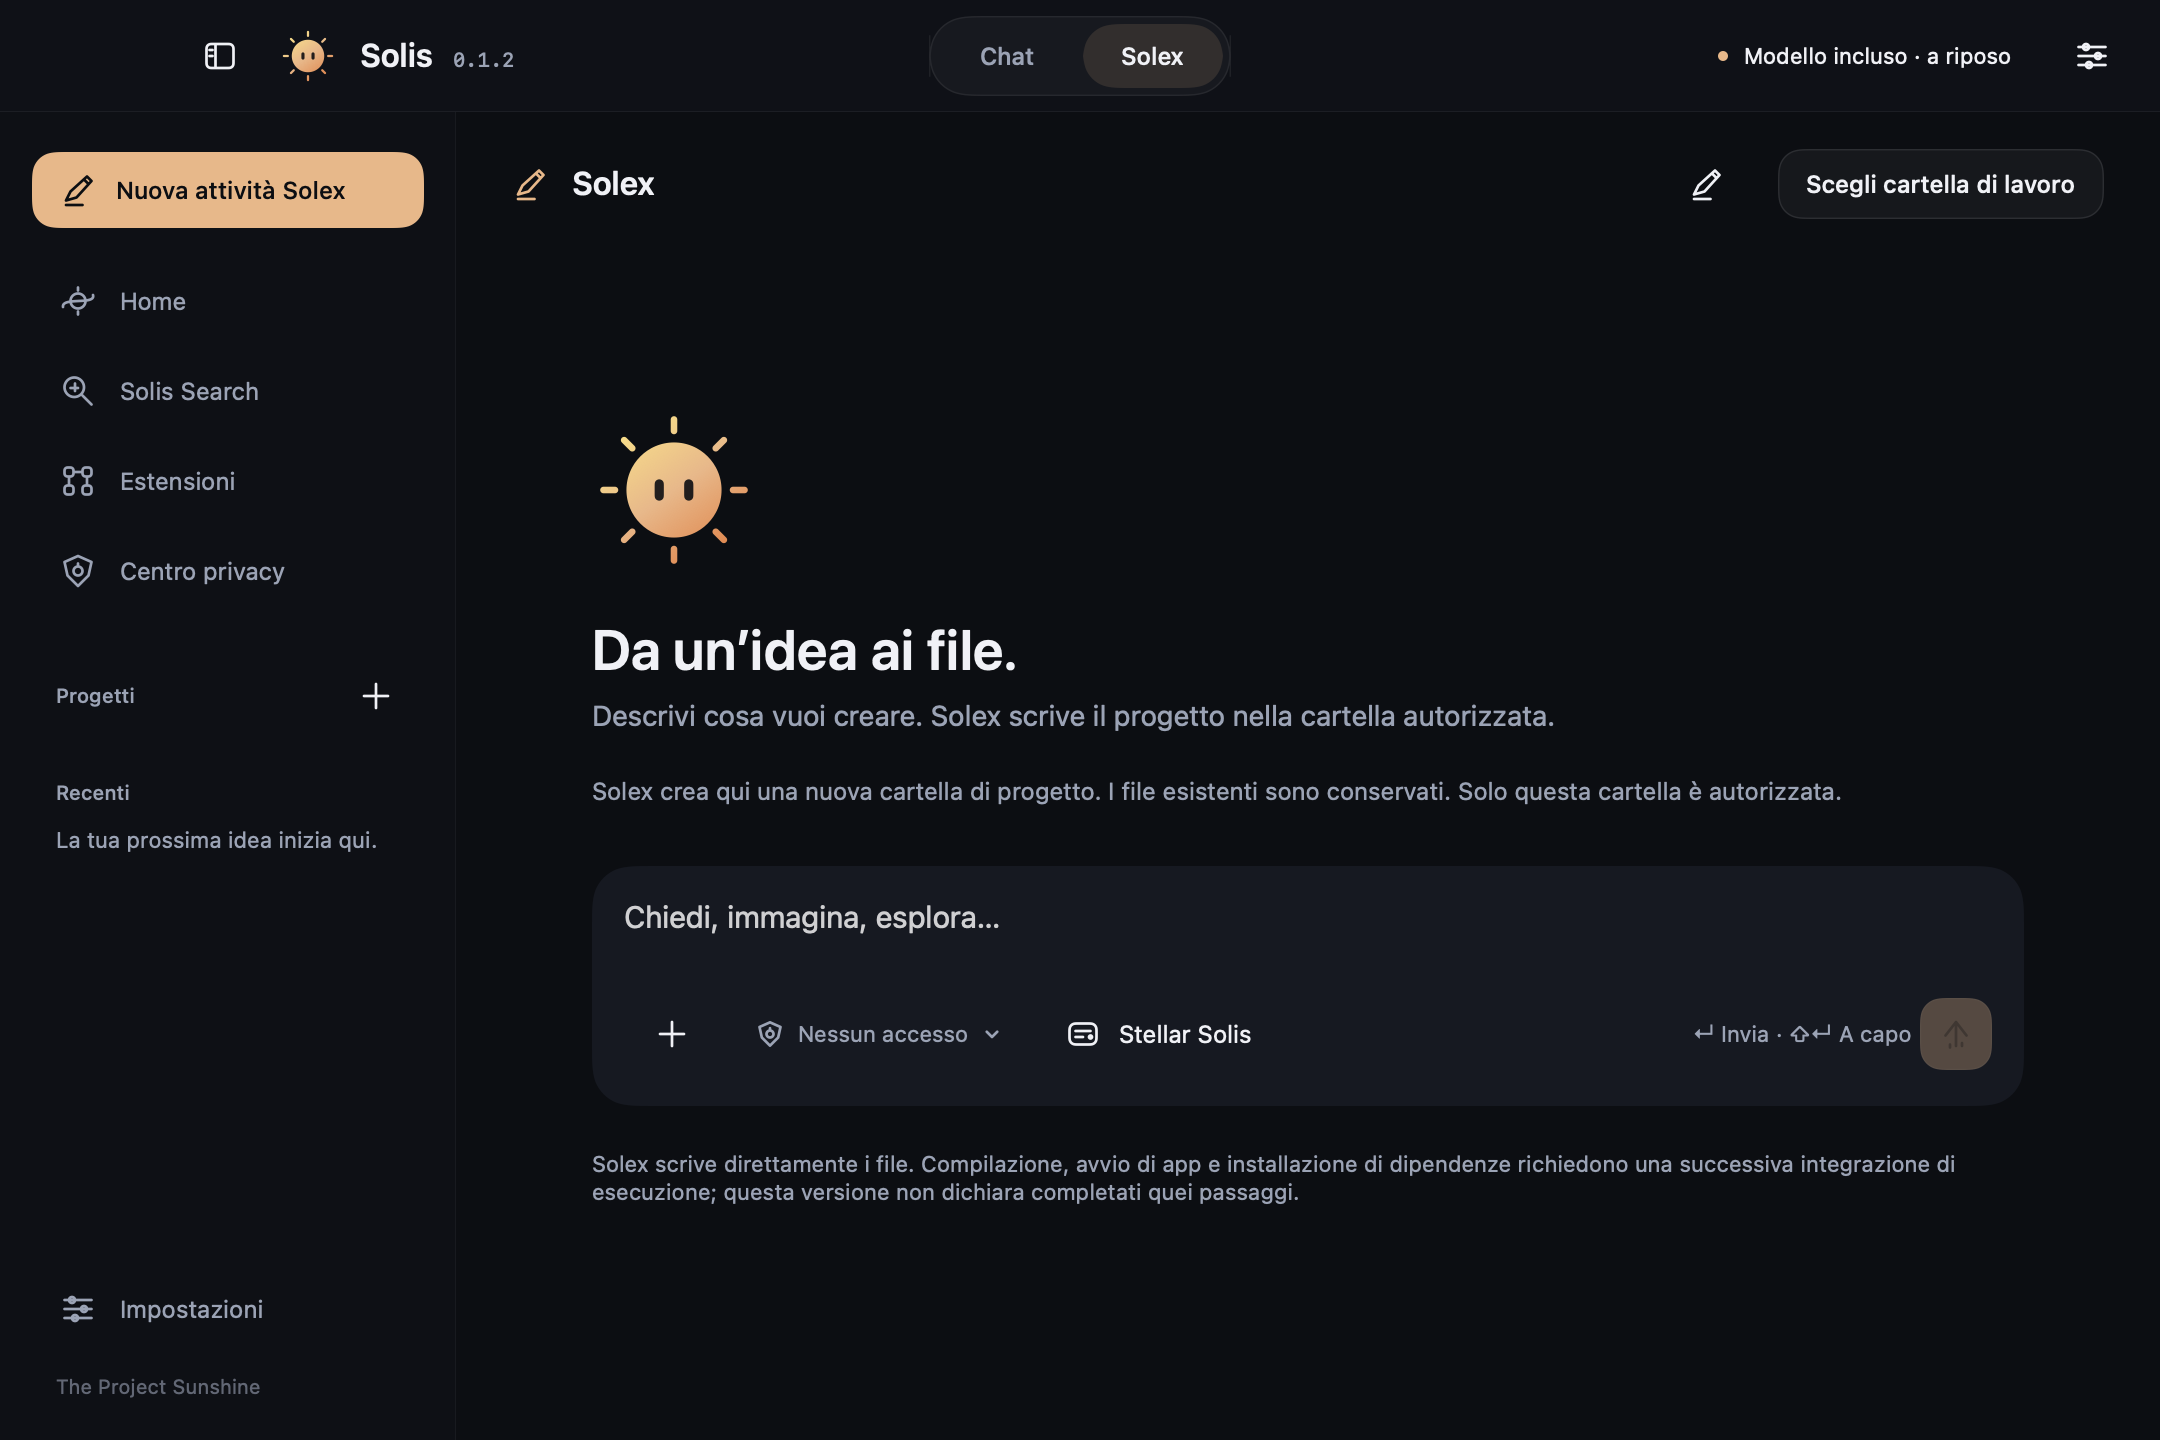 Solis 0.1.2
Chat
Solex
Modello incluso · a riposo
Nuova attività Solex
Home
Solis Search
Estensioni
Centro privacy
Progetti
Recenti
La tua prossima idea inizia qui.
Impostazioni
The Project Sunshine
Solex
Scegli cartella di lavoro
Da un’idea ai file.
Descrivi cosa vuoi creare. Solex scrive il progetto nella cartella autorizzata.
Solex crea qui una nuova cartella di progetto. I file esistenti sono conservati. Solo questa cartella è autorizzata.
Chiedi, immagina, esplora...
Nessun accesso
Stellar Solis
↵ Invia · ⇧↵ A capo
Solex scrive direttamente i file. Compilazione, avvio di app e installazione di dipendenze richiedono una successiva integrazione di
esecuzione; questa versione non dichiara completati quei passaggi.